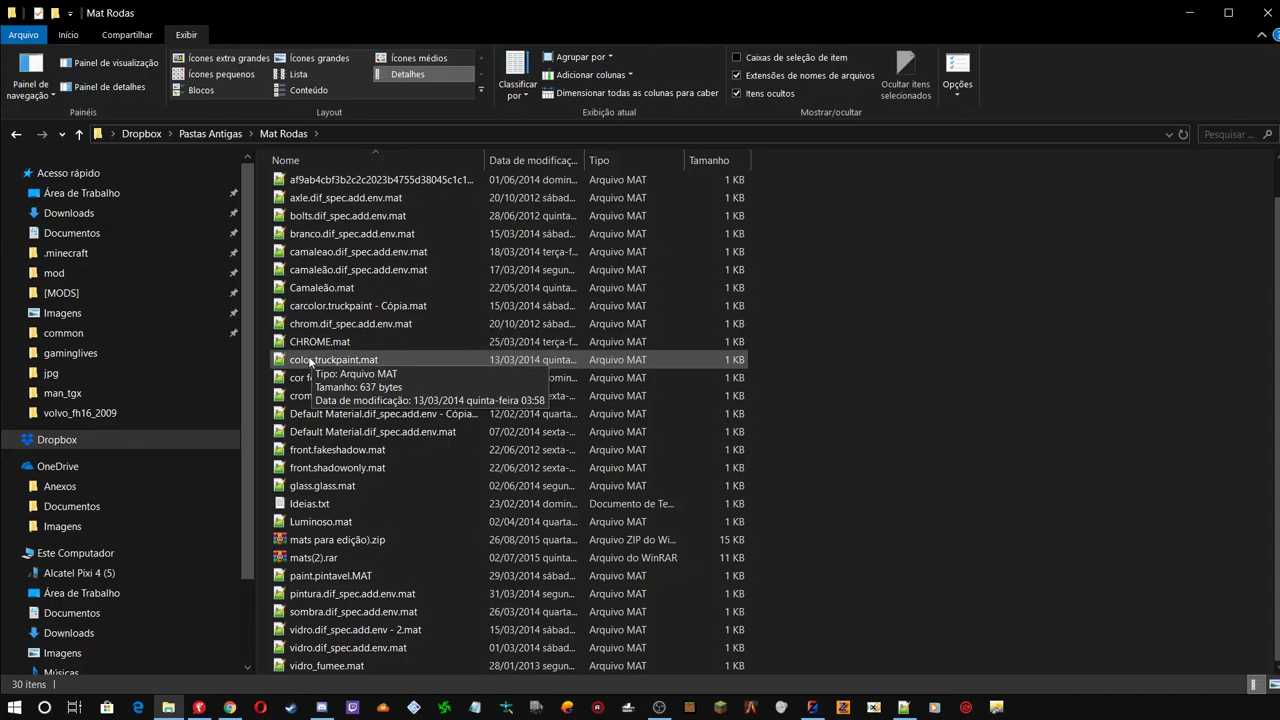 Mat Rodas
Arquivo Início Compartilhar Exibir
Painel de navegação
Painel de visualização
Painel de detalhes
Painéis
Ícones extra grandes Ícones grandes Ícones médios
Ícones pequenos Lista Detalhes
Blocos Conteúdo
Layout
Classificar por
Agrupar por
Adicionar colunas
Dimensionar todas as colunas para caber
Exibição atual
Caixas de seleção de item
Extensões de nomes de arquivos
Itens ocultos
Ocultar itens selecionados
Mostrar/ocultar
Opções
Dropbox > Pastas Antigas > Mat Rodas >
Pesquisar ...
Acesso rápido
Área de Trabalho
Downloads
Documentos
.minecraft
mod
[MODS]
Imagens
common
gaminglives
jpg
man_tgx
volvo_fh16_2009
Dropbox
OneDrive
Anexos
Documentos
Imagens
Este Computador
Alcatel Pixi 4 (5)
Área de Trabalho
Documentos
Downloads
Imagens
Músicas
Nome Data de modificaç... Tipo Tamanho
af9ab4cbf3b2c2c2023b4755d38045c1c1... 01/06/2014 domin... Arquivo MAT 1 KB
axle.dif_spec.add.env.mat 20/10/2012 sábad... Arquivo MAT 1 KB
bolts.dif_spec.add.env.mat 28/06/2012 quinta... Arquivo MAT 1 KB
branco.dif_spec.add.env.mat 15/03/2014 sábad... Arquivo MAT 1 KB
camaleao.dif_spec.add.env.mat 18/03/2014 terça-f... Arquivo MAT 1 KB
camaleão.dif_spec.add.env.mat 17/03/2014 segun... Arquivo MAT 1 KB
Camaleão.mat 22/05/2014 quinta... Arquivo MAT 1 KB
carcolor.truckpaint - Cópia.mat 15/03/2014 sábad... Arquivo MAT 1 KB
chrom.dif_spec.add.env.mat 20/10/2012 sábad... Arquivo MAT 1 KB
CHROME.mat 25/03/2014 terça-f... Arquivo MAT 1 KB
color.truckpaint.mat 13/03/2014 quinta... Arquivo MAT 1 KB
cor domin... Arquivo MAT 1 KB
crom Arquivo MAT 1 KB
Tipo: Arquivo MAT
Tamanho: 637 bytes
Data de modificação: 13/03/2014 quinta-feira 03:58
Default Material.dif_spec.add.env - Cópia... 12/02/2014 quarta... Arquivo MAT 1 KB
Default Material.dif_spec.add.env.mat 07/02/2014 sexta-... Arquivo MAT 1 KB
front.fakeshadow.mat 22/06/2012 sexta-... Arquivo MAT 1 KB
front.shadowonly.mat 22/06/2012 sexta-... Arquivo MAT 1 KB
glass.glass.mat 28/06/2012 quinta... Arquivo MAT 1 KB
Ideias.txt 23/02/2014 domin... Documento de Te... 1 KB
Luminoso.mat 02/04/2014 quarta... Arquivo MAT 1 KB
mats para edição).zip 26/08/2015 quarta... Arquivo ZIP do Wi... 15 KB
mats(2).rar 02/07/2015 quinta... Arquivo do WinRAR 11 KB
paint.pintavel.MAT 29/03/2014 sábad... Arquivo MAT 1 KB
pintura.dif_spec.add.env.mat 31/03/2014 segun... Arquivo MAT 1 KB
sombra.dif_spec.add.env.mat 26/03/2014 quarta... Arquivo MAT 1 KB
vidro.dif_spec.add.env - 2.mat 15/03/2014 sábad... Arquivo MAT 1 KB
vidro.dif_spec.add.env.mat 01/03/2014 sábad... Arquivo MAT 1 KB
vidro_fumee.mat 28/01/2013 segun... Arquivo MAT 1 KB
30 itens